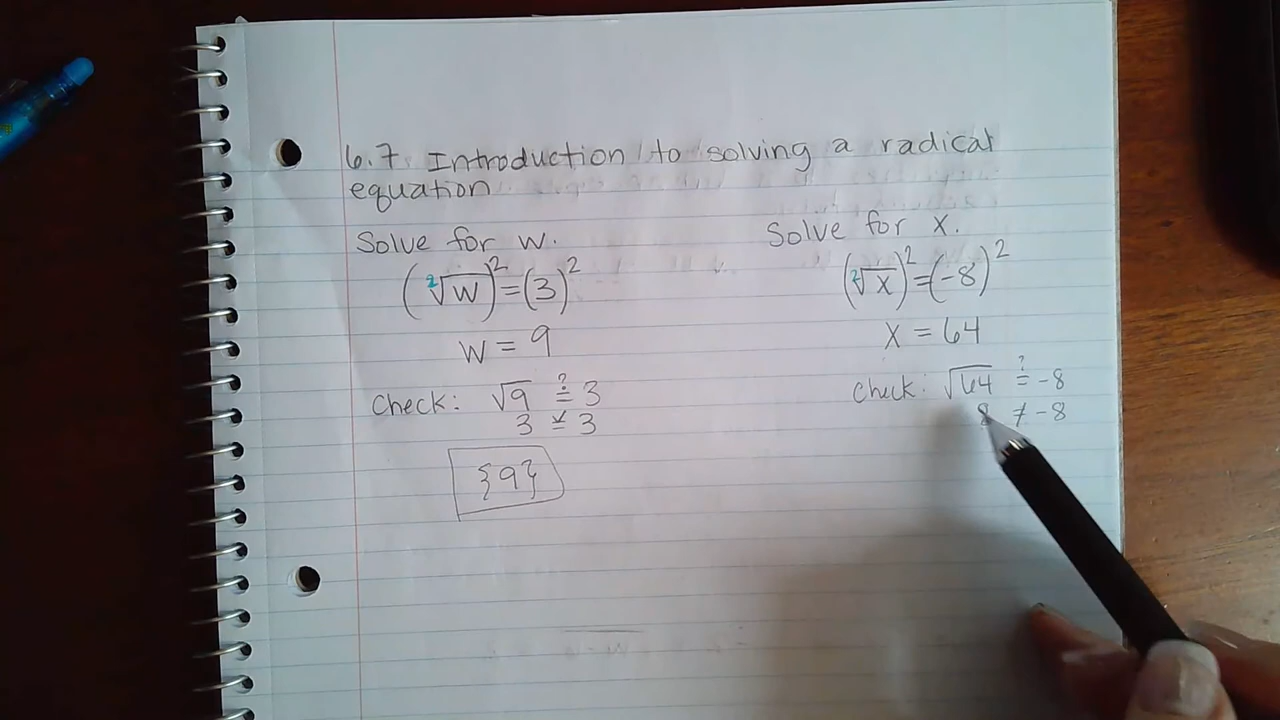 6.7 Introduction to solving a radical
equation
Solve for w.
(²√w)² = (3)²
w = 9
Check: √9 ≟ 3
3 ≚ 3
{9}
Solve for x.
(²√x)² = (-8)²
x = 64
Check: √64 ≟ -8
8 ≠ -8